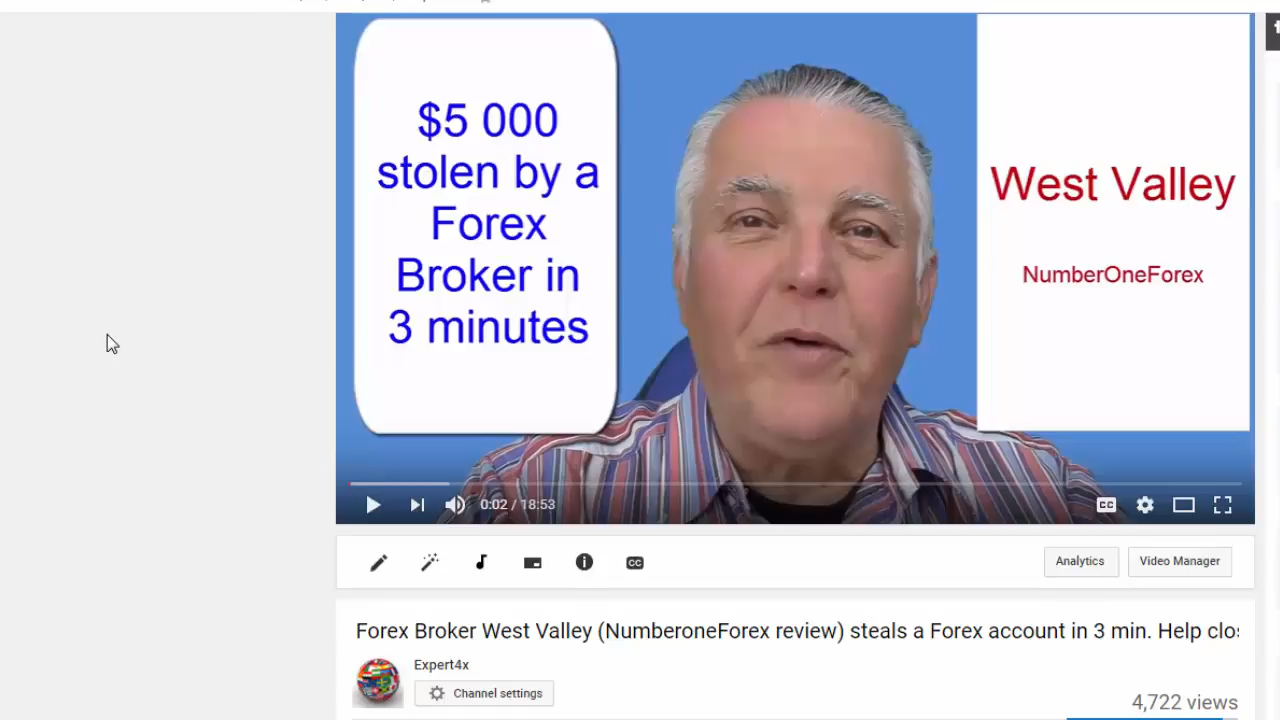 $5 000
stolen by a
Forex
Broker in
3 minutes
West Valley
NumberOneForex
0:02 / 18:53
CC
CC
Analytics
Video Manager
Forex Broker West Valley (NumberoneForex review) steals a Forex account in 3 min. Help clo
Expert4x
Channel settings
4,722 views